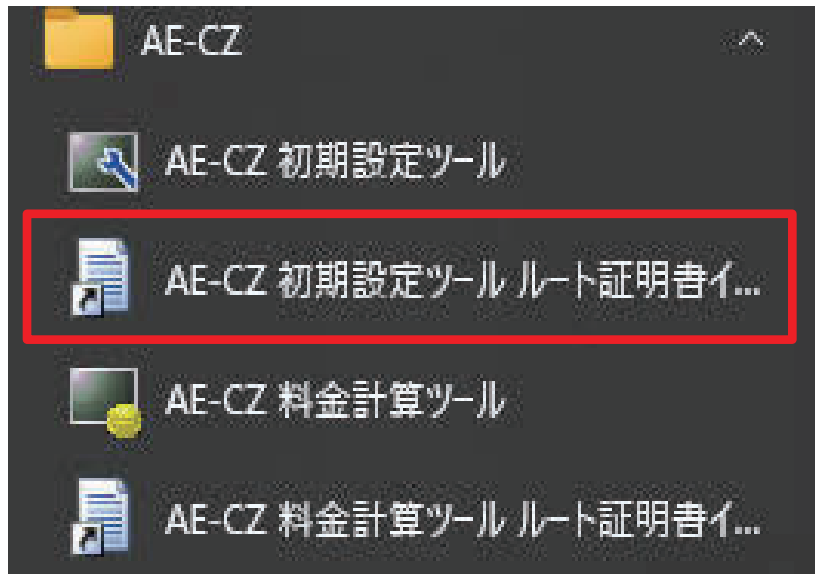 AE-CZ
AE-CZ 初期設定ツール
AE-CZ 初期設定ツール ルート証明書イ...
AE-CZ 料金計算ツール
AE-CZ 料金計算ツール ルート証明書イ...